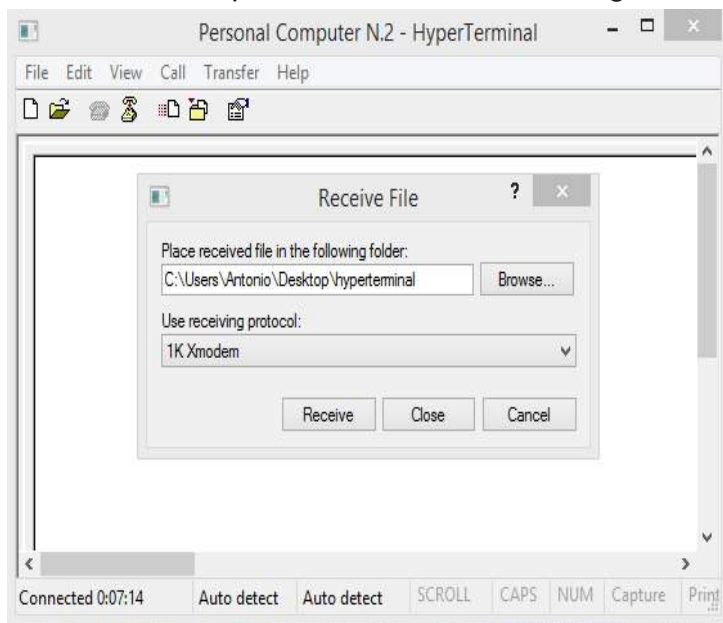 Personal Computer N.2 - HyperTerminal
File Edit View Call Transfer Help
Receive File
Place received file in the following folder:
C:\Users\Antonio\Desktop\hyperterminal Browse...
Use receiving protocol:
1K Xmodem
Receive Close Cancel
Connected 0:07:14 Auto detect Auto detect SCROLL CAPS NUM Capture Print